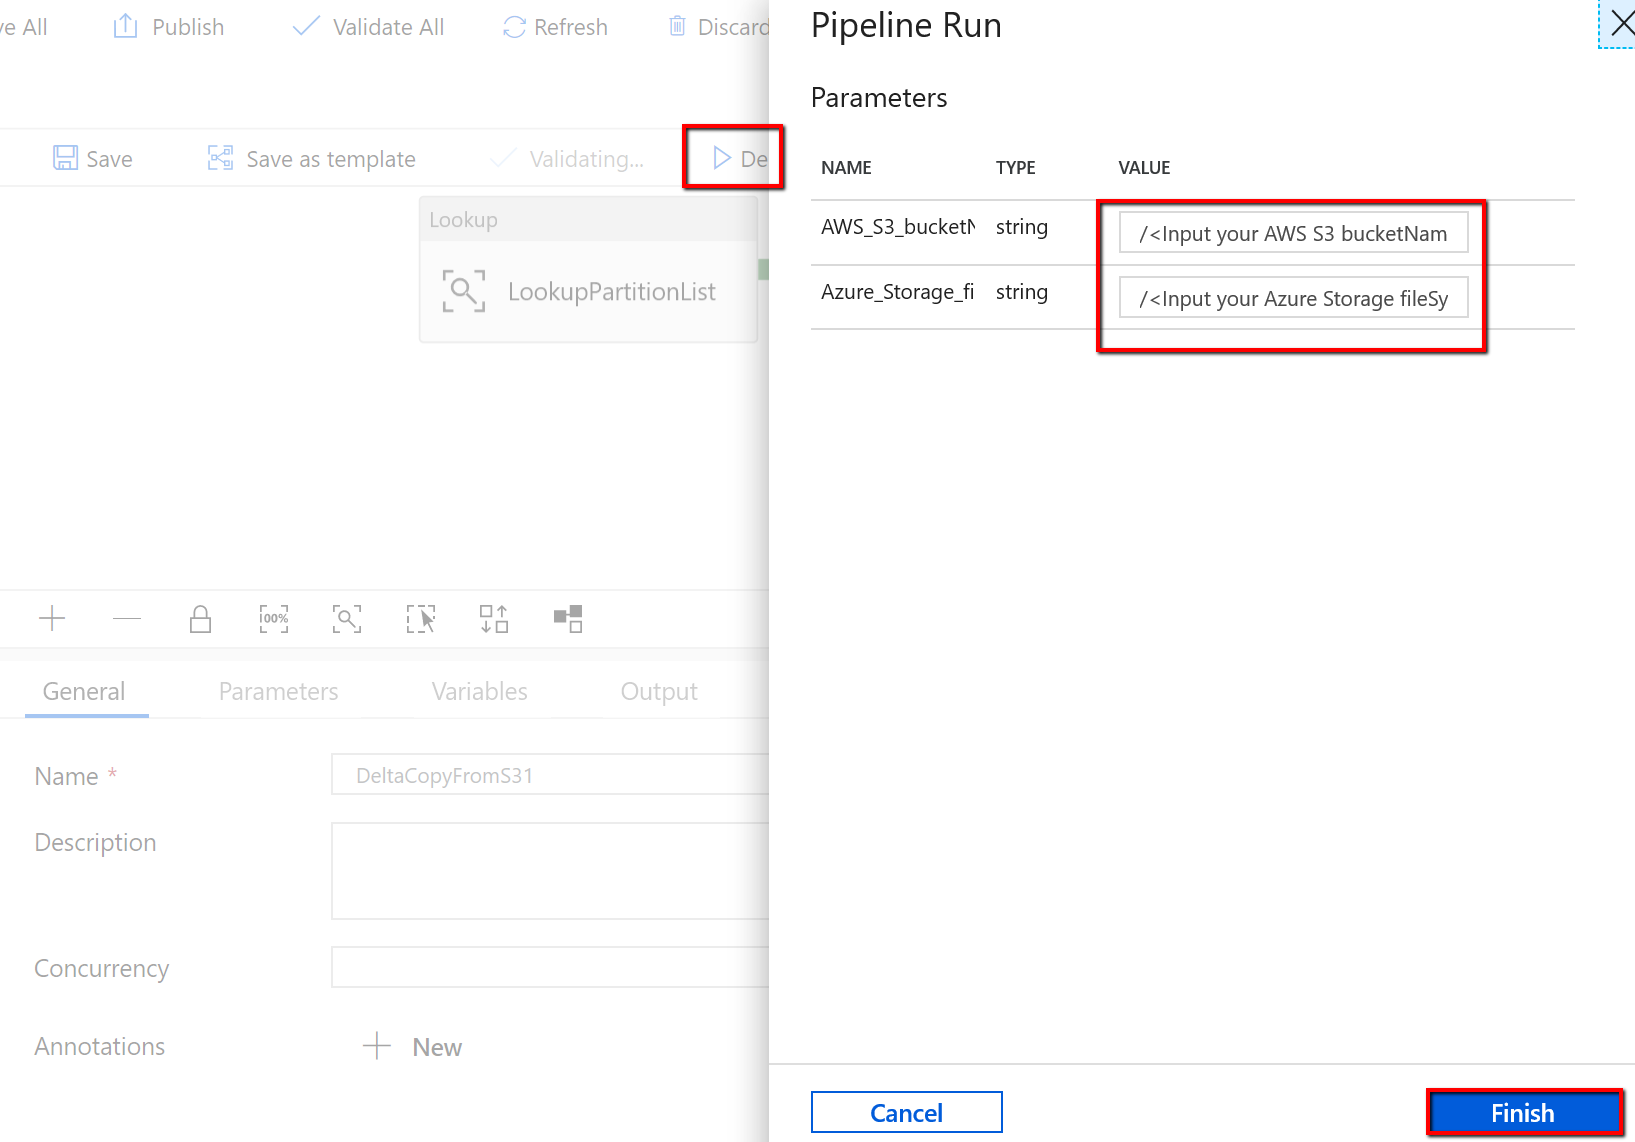 ve All Publish Validate All Refresh Discard
Save Save as template Validating... De
Lookup
LookupPartitionList
100%
General Parameters Variables Output
Name *
DeltaCopyFromS31
Description
Concurrency
Annotations
New
Pipeline Run
Parameters
NAME TYPE VALUE
AWS_S3_bucketN string /<Input your AWS S3 bucketNam
Azure_Storage_fi string /<Input your Azure Storage fileSy
Cancel Finish